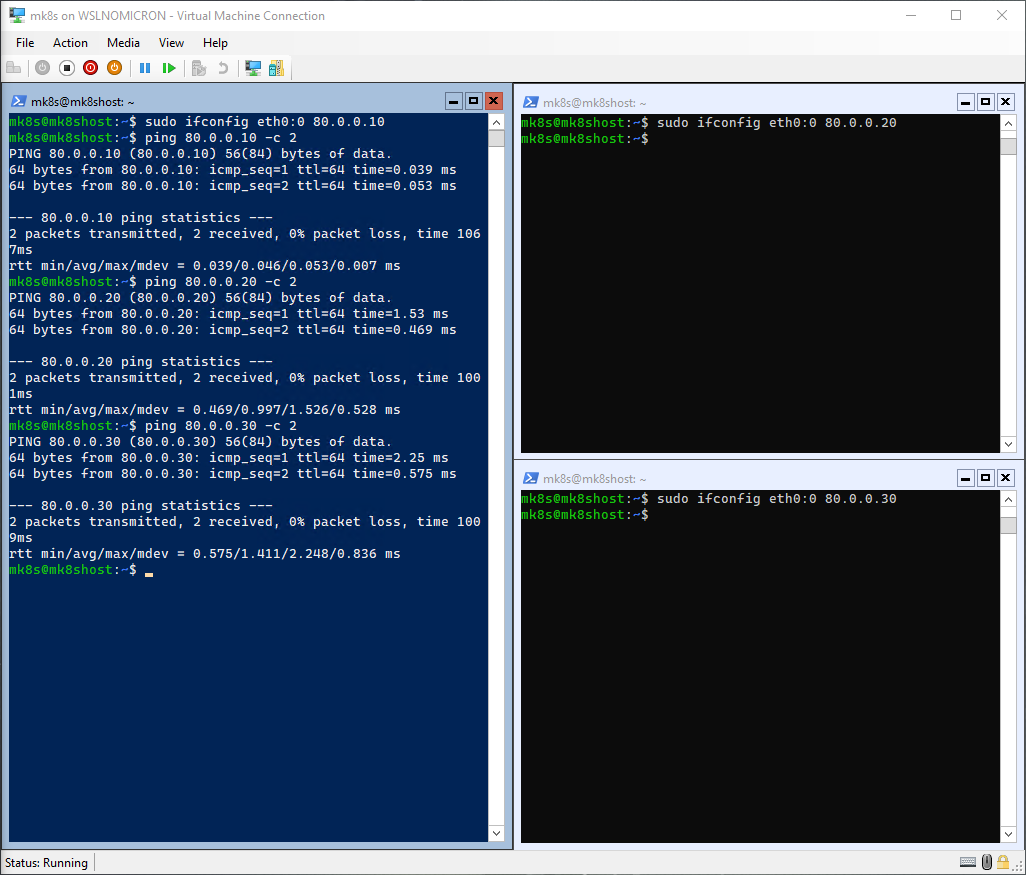 mk8s on WSLNOMICRON - Virtual Machine Connection
File Action Media View Help
mk8s@mk8shost: ~
mk8s@mk8shost:~$ sudo ifconfig eth0:0 80.0.0.10
mk8s@mk8shost:~$ ping 80.0.0.10 -c 2
PING 80.0.0.10 (80.0.0.10) 56(84) bytes of data.
64 bytes from 80.0.0.10: icmp_seq=1 ttl=64 time=0.039 ms
64 bytes from 80.0.0.10: icmp_seq=2 ttl=64 time=0.053 ms
--- 80.0.0.10 ping statistics ---
2 packets transmitted, 2 received, 0% packet loss, time 106
7ms
rtt min/avg/max/mdev = 0.039/0.046/0.053/0.007 ms
mk8s@mk8shost:~$ ping 80.0.0.20 -c 2
PING 80.0.0.20 (80.0.0.20) 56(84) bytes of data.
64 bytes from 80.0.0.20: icmp_seq=1 ttl=64 time=1.53 ms
64 bytes from 80.0.0.20: icmp_seq=2 ttl=64 time=0.469 ms
--- 80.0.0.20 ping statistics ---
2 packets transmitted, 2 received, 0% packet loss, time 100
1ms
rtt min/avg/max/mdev = 0.469/0.997/1.526/0.528 ms
mk8s@mk8shost:~$ ping 80.0.0.30 -c 2
PING 80.0.0.30 (80.0.0.30) 56(84) bytes of data.
64 bytes from 80.0.0.30: icmp_seq=1 ttl=64 time=2.25 ms
64 bytes from 80.0.0.30: icmp_seq=2 ttl=64 time=0.575 ms
--- 80.0.0.30 ping statistics ---
2 packets transmitted, 2 received, 0% packet loss, time 100
9ms
rtt min/avg/max/mdev = 0.575/1.411/2.248/0.836 ms
mk8s@mk8shost:~$
mk8s@mk8shost: ~
mk8s@mk8shost:~$ sudo ifconfig eth0:0 80.0.0.20
mk8s@mk8shost:~$
mk8s@mk8shost: ~
mk8s@mk8shost:~$ sudo ifconfig eth0:0 80.0.0.30
mk8s@mk8shost:~$
Status: Running